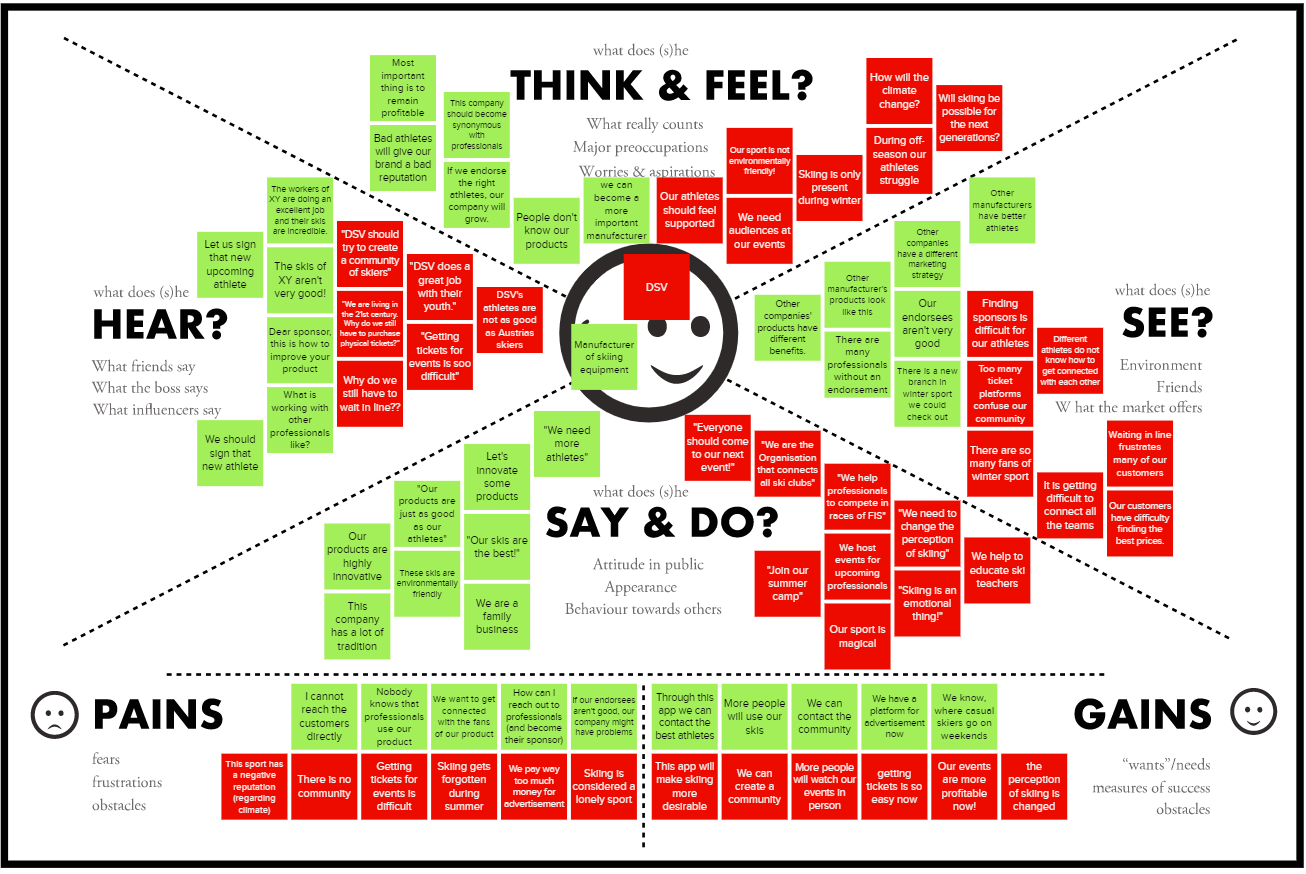 what does (s)he
THINK & FEEL?
What really counts
Major preoccupations
Worries & aspirations
Most
important
thing is to
remain
profitable
Bad athletes
will give our
brand a bad
reputation
This company
should become
synonymous
with
professionals
If we endorse
the right
athletes, our
company will
grow.
People don't
know our
products
we can
become a
more
important
manufacturer
Our athletes
should feel
supported
Our sport is not
environmentally
friendly!
We need
audiences at
our events
Skiing is only
present
during winter
How will the
climate
change?
During off-
season our
athletes
struggle
Will skiing be
possible for
the next
generations?
what does (s)he
HEAR?
What friends say
What the boss says
What influencers say
Let us sign
that new
upcoming
athlete
We should
sign that
new athlete
The workers of
XY are doing an
excellent job
and their skis
are incredible.
The skis of
XY aren't
very good!
Dear sponsor,
this is how to
improve your
product
What is
working with
other
professionals
like?
"DSV should
try to create
a community
of skiers"
"We are living in
the 21st century.
Why do we still
have to purchase
physical tickets?"
Why do we
still have to
wait in line??
"DSV does a
great job
with their
youth."
"Getting
tickets for
events is soo
difficult"
DSV's
athletes are
not as good
as Austrias
skiers
DSV
Manufacturer
of skiing
equipment
what does (s)he
SEE?
Environment
Friends
W hat the market offers
Other
companies'
products have
different
benefits.
Other
manufacturer's
products look
like this
There are
many
professionals
without an
endorsement
Other
companies
have a different
marketing
strategy
Our
endorsees
aren't very
good
There is a new
branch in
winter sport
we could
check out
Other
manufacturers
have better
athletes
Finding
sponsors is
difficult for
our athletes
Too many
ticket
platforms
confuse our
community
There are so
many fans of
winter sport
Different
athletes do not
know how to
get connected
with each other
It is getting
difficult to
connect all
the teams
Waiting in line
frustrates
many of our
customers
Our customers
have difficulty
finding the
best prices.
what does (s)he
SAY & DO?
Attitude in public
Appearance
Behaviour towards others
"We need
more
athletes"
Let's
innovate
some
products
"Our skis are
the best!"
We are a
family
business
"Our
products are
just as good
as our
athletes"
These skis are
environmentally
friendly
Our
products are
highly
innovative
This
company
has a lot of
tradition
"Everyone
should come
to our next
event!"
"We are the
Organisation
that connects
all ski clubs"
"Join our
summer
camp"
"We help
professionals
to compete in
races of FIS"
We host
events for
upcoming
professionals
Our sport is
magical
"We need to
change the
perception
of skiing"
"Skiing is an
emotional
thing!"
We help to
educate ski
teachers
PAINS
fears
frustrations
obstacles
I cannot
reach the
customers
directly
Nobody
knows that
professionals
use our
product
We want to get
connected
with the fans
of our product
How can I
reach out to
professionals
(and become
their sponsor)
If our endorsees
aren't good, our
company might
have problems
This sport has
a negative
reputation
(regarding
climate)
There is no
community
Getting
tickets for
events is
difficult
Skiing gets
forgotten
during
summer
We pay way
too much
money for
advertisement
Skiing is
considered a
lonely sport
GAINS
"wants"/needs
measures of success
obstacles
Through this
app we can
contact the
best athletes
More people
will use our
skis
We can
contact the
community
We have a
platform for
advertisement
now
We know,
where casual
skiers go on
weekends
This app will
make skiing
more
desirable
We can
create a
community
More people
will watch our
events in
person
getting
tickets is so
easy now
Our events
are more
profitable
now!
the
perception
of skiing is
changed